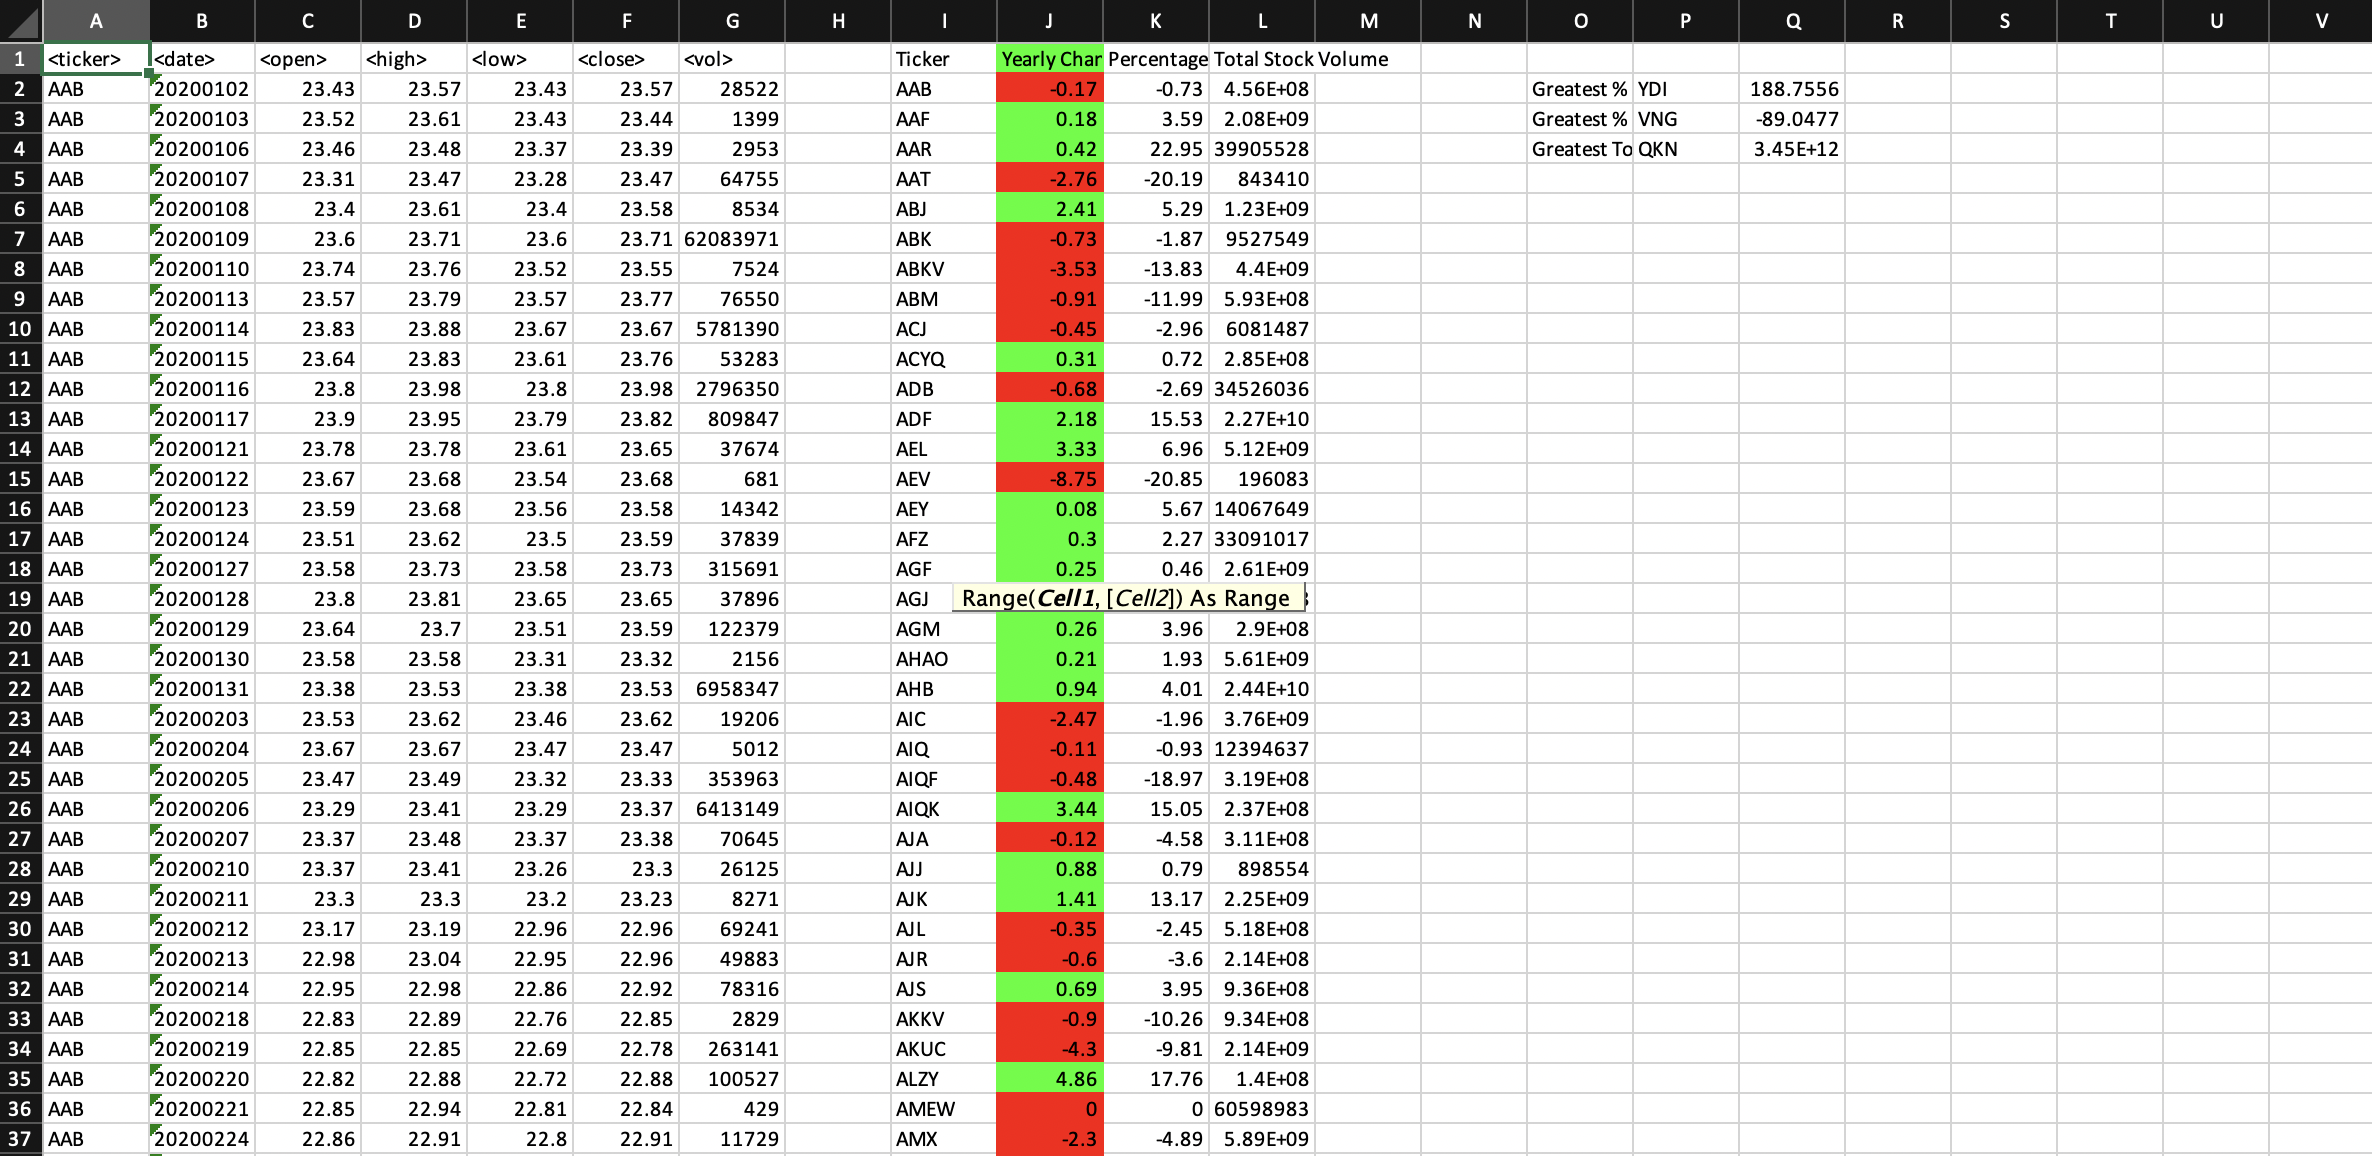 A B C D E F G H I J K L M N O P Q R S T U V
1 <ticker> <date> <open> <high> <low> <close> <vol> Ticker Yearly Char Percentage Total Stock Volume
2 AAB 20200102 23.43 23.57 23.43 23.57 28522 AAB -0.17 -0.73 4.56E+08 Greatest % YDI 188.7556
3 AAB 20200103 23.52 23.61 23.43 23.44 1399 AAF 0.18 3.59 2.08E+09 Greatest % VNG -89.0477
4 AAB 20200106 23.46 23.48 23.37 23.39 2953 AAR 0.42 22.95 39905528 Greatest To QKN 3.45E+12
5 AAB 20200107 23.31 23.47 23.28 23.47 64755 AAT -2.76 -20.19 843410
6 AAB 20200108 23.4 23.61 23.4 23.58 8534 ABJ 2.41 5.29 1.23E+09
7 AAB 20200109 23.6 23.71 23.6 23.71 62083971 ABK -0.73 -1.87 9527549
8 AAB 20200110 23.74 23.76 23.52 23.55 7524 ABKV -3.53 -13.83 4.4E+09
9 AAB 20200113 23.57 23.79 23.57 23.77 76550 ABM -0.91 -11.99 5.93E+08
10 AAB 20200114 23.83 23.88 23.67 23.67 5781390 ACJ -0.45 -2.96 6081487
11 AAB 20200115 23.64 23.83 23.61 23.76 53283 ACYQ 0.31 0.72 2.85E+08
12 AAB 20200116 23.8 23.98 23.8 23.98 2796350 ADB -0.68 -2.69 34526036
13 AAB 20200117 23.9 23.95 23.79 23.82 809847 ADF 2.18 15.53 2.27E+10
14 AAB 20200121 23.78 23.78 23.61 23.65 37674 AEL 3.33 6.96 5.12E+09
15 AAB 20200122 23.67 23.68 23.54 23.68 681 AEV -8.75 -20.85 196083
16 AAB 20200123 23.59 23.68 23.56 23.58 14342 AEY 0.08 5.67 14067649
17 AAB 20200124 23.51 23.62 23.5 23.59 37839 AFZ 0.3 2.27 33091017
18 AAB 20200127 23.58 23.73 23.58 23.73 315691 AGF 0.25 0.46 2.61E+09
19 AAB 20200128 23.8 23.81 23.65 23.65 37896 AGJ Range(Cell1, [Cell2]) As Range
20 AAB 20200129 23.64 23.7 23.51 23.59 122379 AGM 0.26 3.96 2.9E+08
21 AAB 20200130 23.58 23.58 23.31 23.32 2156 AHAO 0.21 1.93 5.61E+09
22 AAB 20200131 23.38 23.53 23.38 23.53 6958347 AHB 0.94 4.01 2.44E+10
23 AAB 20200203 23.53 23.62 23.46 23.62 19206 AIC -2.47 -1.96 3.76E+09
24 AAB 20200204 23.67 23.67 23.47 23.47 5012 AIQ -0.11 -0.93 12394637
25 AAB 20200205 23.47 23.49 23.32 23.33 353963 AIQF -0.48 -18.97 3.19E+08
26 AAB 20200206 23.29 23.41 23.29 23.37 6413149 AIQK 3.44 15.05 2.37E+08
27 AAB 20200207 23.37 23.48 23.37 23.38 70645 AJA -0.12 -4.58 3.11E+08
28 AAB 20200210 23.37 23.41 23.26 23.3 26125 AJJ 0.88 0.79 898554
29 AAB 20200211 23.3 23.3 23.2 23.23 8271 AJK 1.41 13.17 2.25E+09
30 AAB 20200212 23.17 23.19 22.96 22.96 69241 AJL -0.35 -2.45 5.18E+08
31 AAB 20200213 22.98 23.04 22.95 22.96 49883 AJR -0.6 -3.6 2.14E+08
32 AAB 20200214 22.95 22.98 22.86 22.92 78316 AJS 0.69 3.95 9.36E+08
33 AAB 20200218 22.83 22.89 22.76 22.85 2829 AKKV -0.9 -10.26 9.34E+08
34 AAB 20200219 22.85 22.85 22.69 22.78 263141 AKUC -4.3 -9.81 2.14E+09
35 AAB 20200220 22.82 22.88 22.72 22.88 100527 ALZY 4.86 17.76 1.4E+08
36 AAB 20200221 22.85 22.94 22.81 22.84 429 AMEW 0 0 60598983
37 AAB 20200224 22.86 22.91 22.8 22.91 11729 AMX -2.3 -4.89 5.89E+09